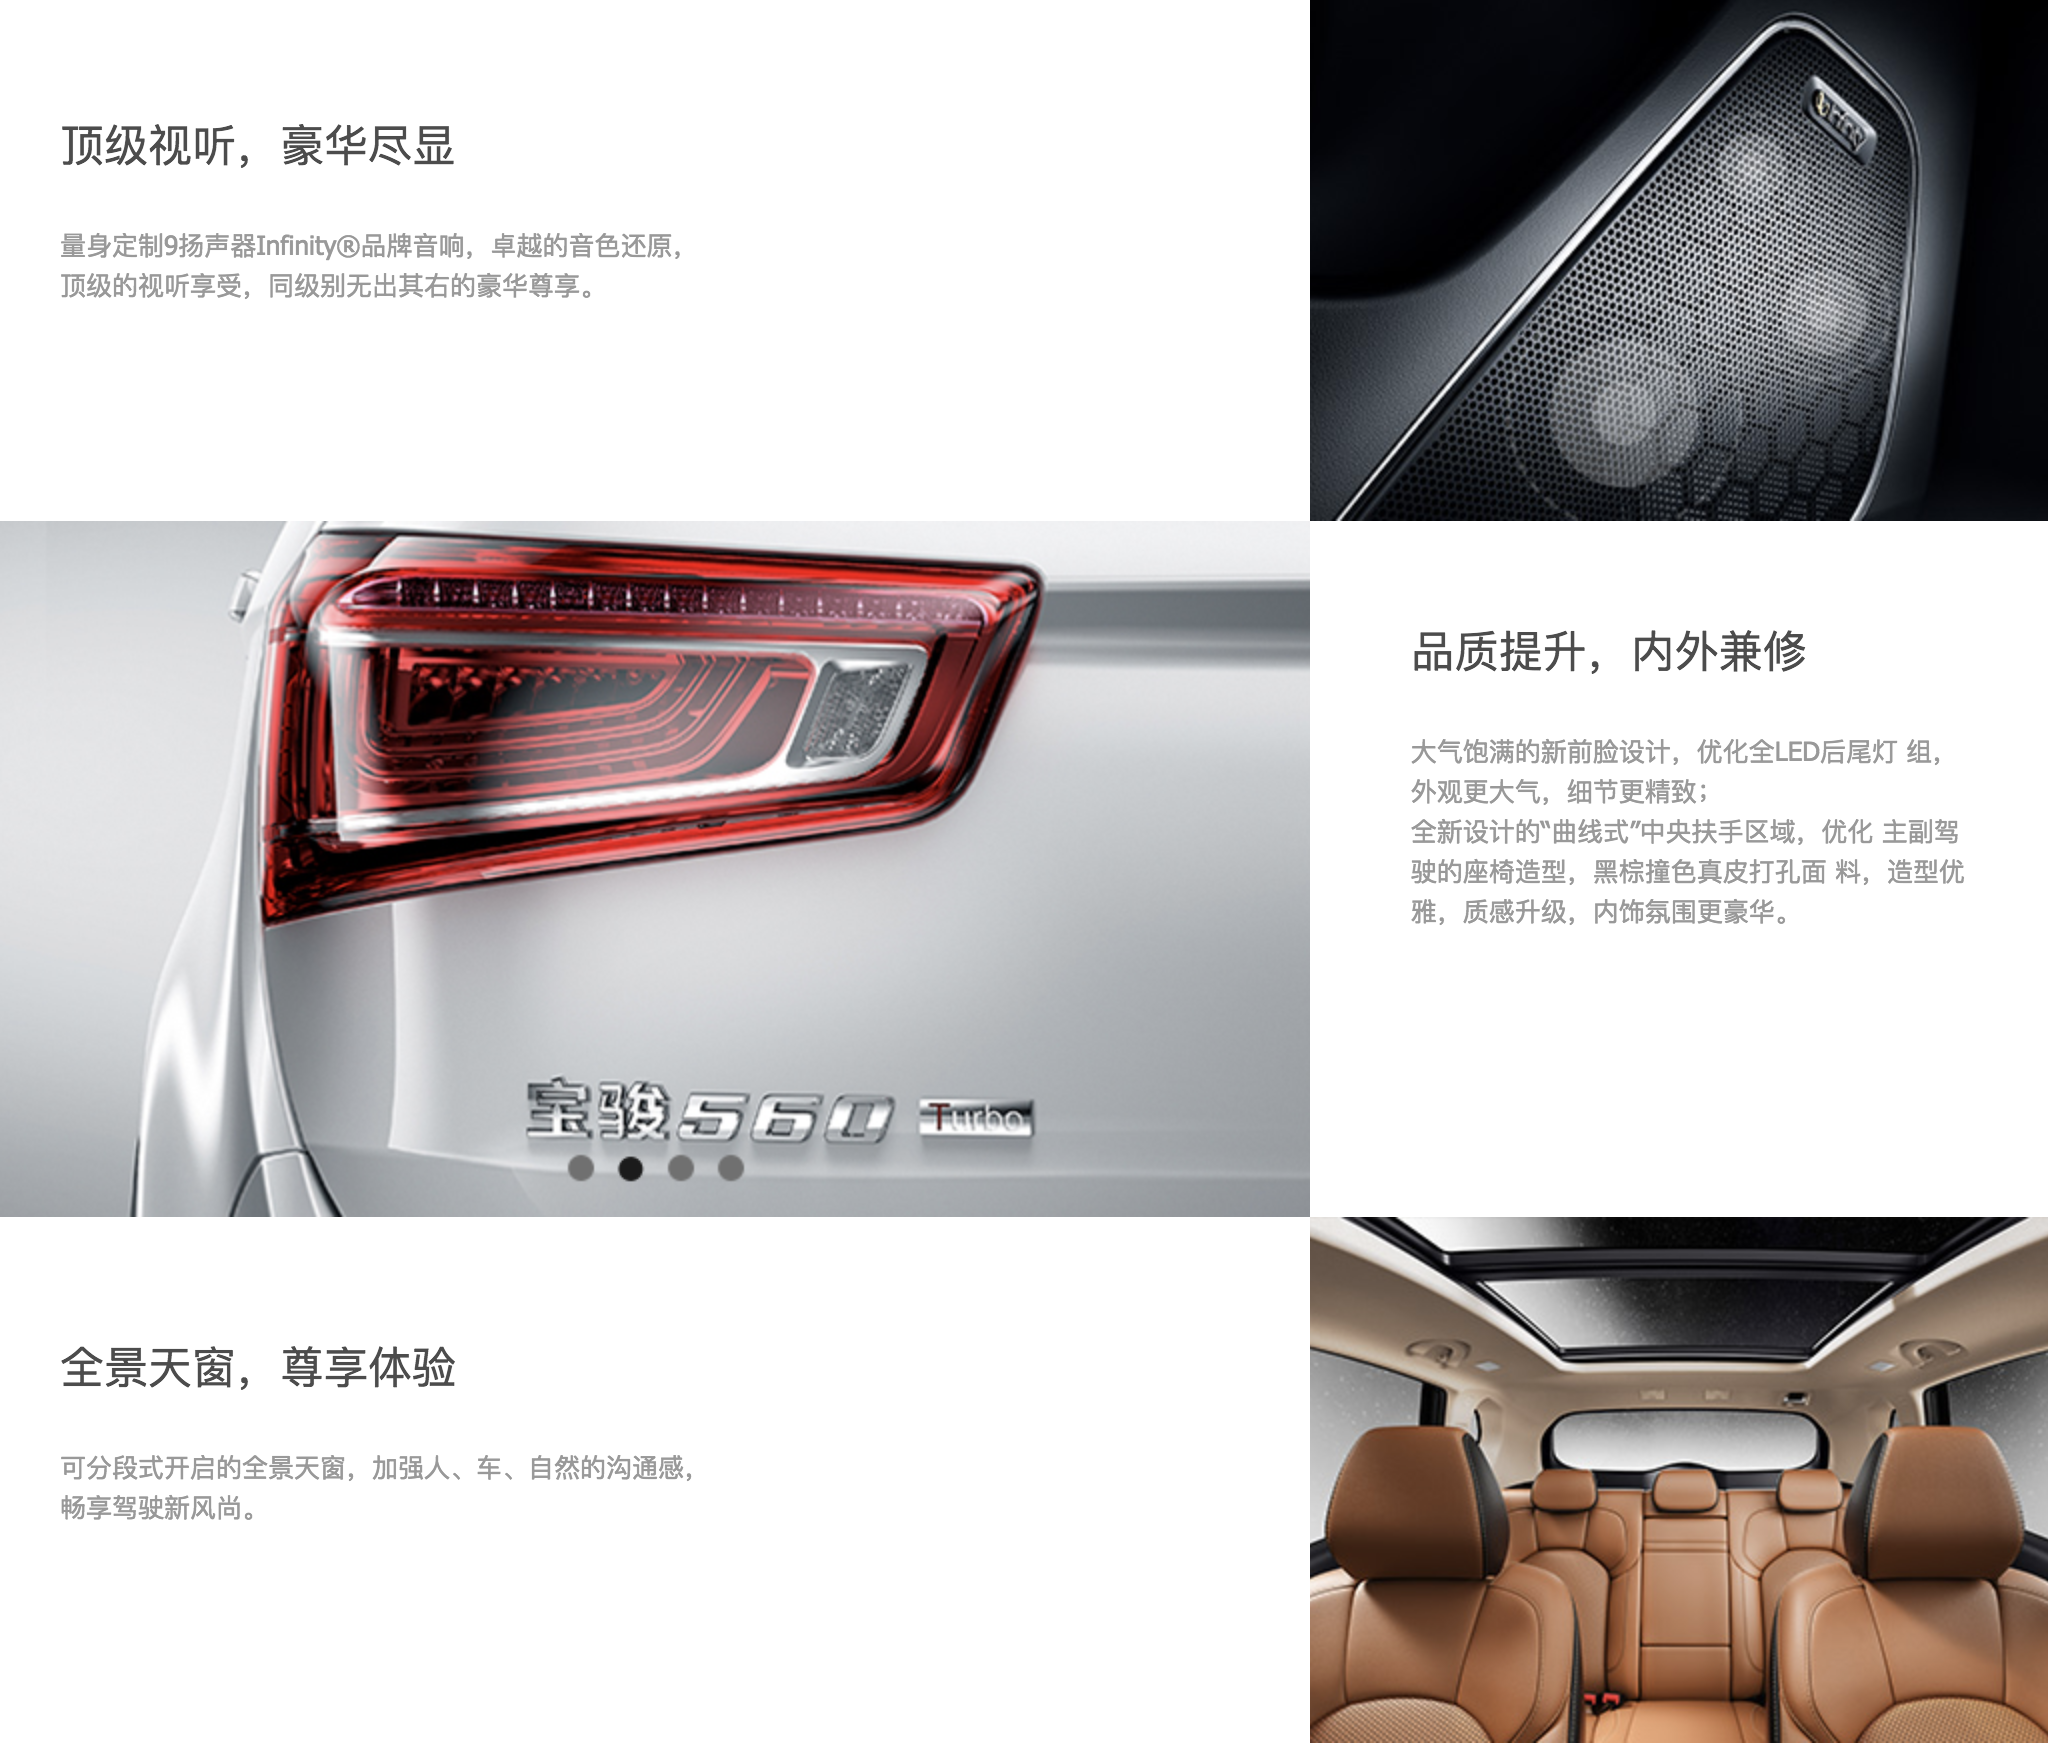 顶级视听，豪华尽显
量身定制9扬声器Infinity®品牌音响，卓越的音色还原，
顶级的视听享受，同级别无出其右的豪华尊享。
品质提升，内外兼修
大气饱满的新前脸设计，优化全LED后尾灯 组，
外观更大气，细节更精致；
全新设计的“曲线式”中央扶手区域，优化 主副驾
驶的座椅造型，黑棕撞色真皮打孔面 料，造型优
雅，质感升级，内饰氛围更豪华。
宝骏560 Turbo
全景天窗，尊享体验
可分段式开启的全景天窗，加强人、车、自然的沟通感，
畅享驾驶新风尚。